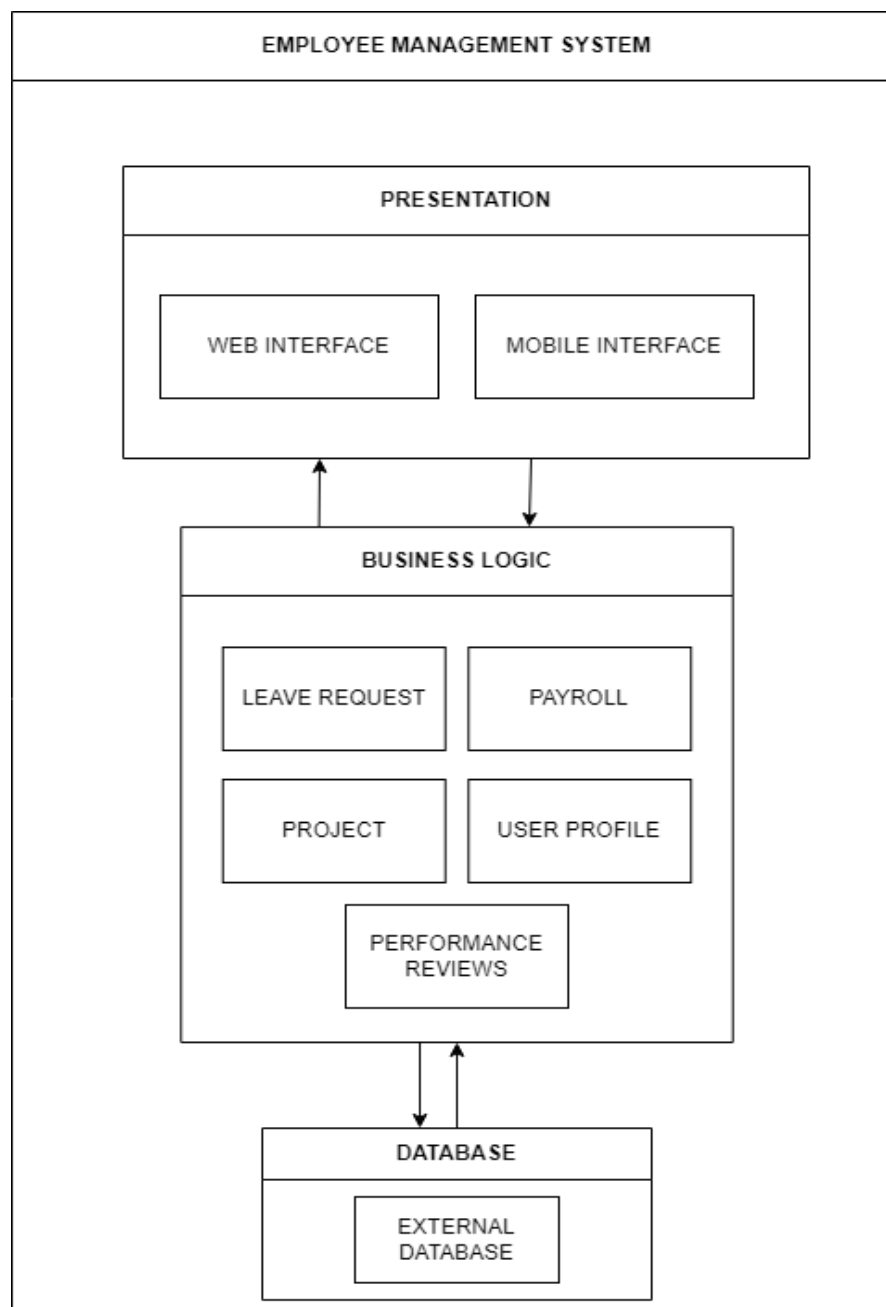 EMPLOYEE MANAGEMENT SYSTEM
PRESENTATION
WEB INTERFACE
MOBILE INTERFACE
BUSINESS LOGIC
LEAVE REQUEST
PAYROLL
PROJECT
USER PROFILE
PERFORMANCE
REVIEWS
DATABASE
EXTERNAL
DATABASE